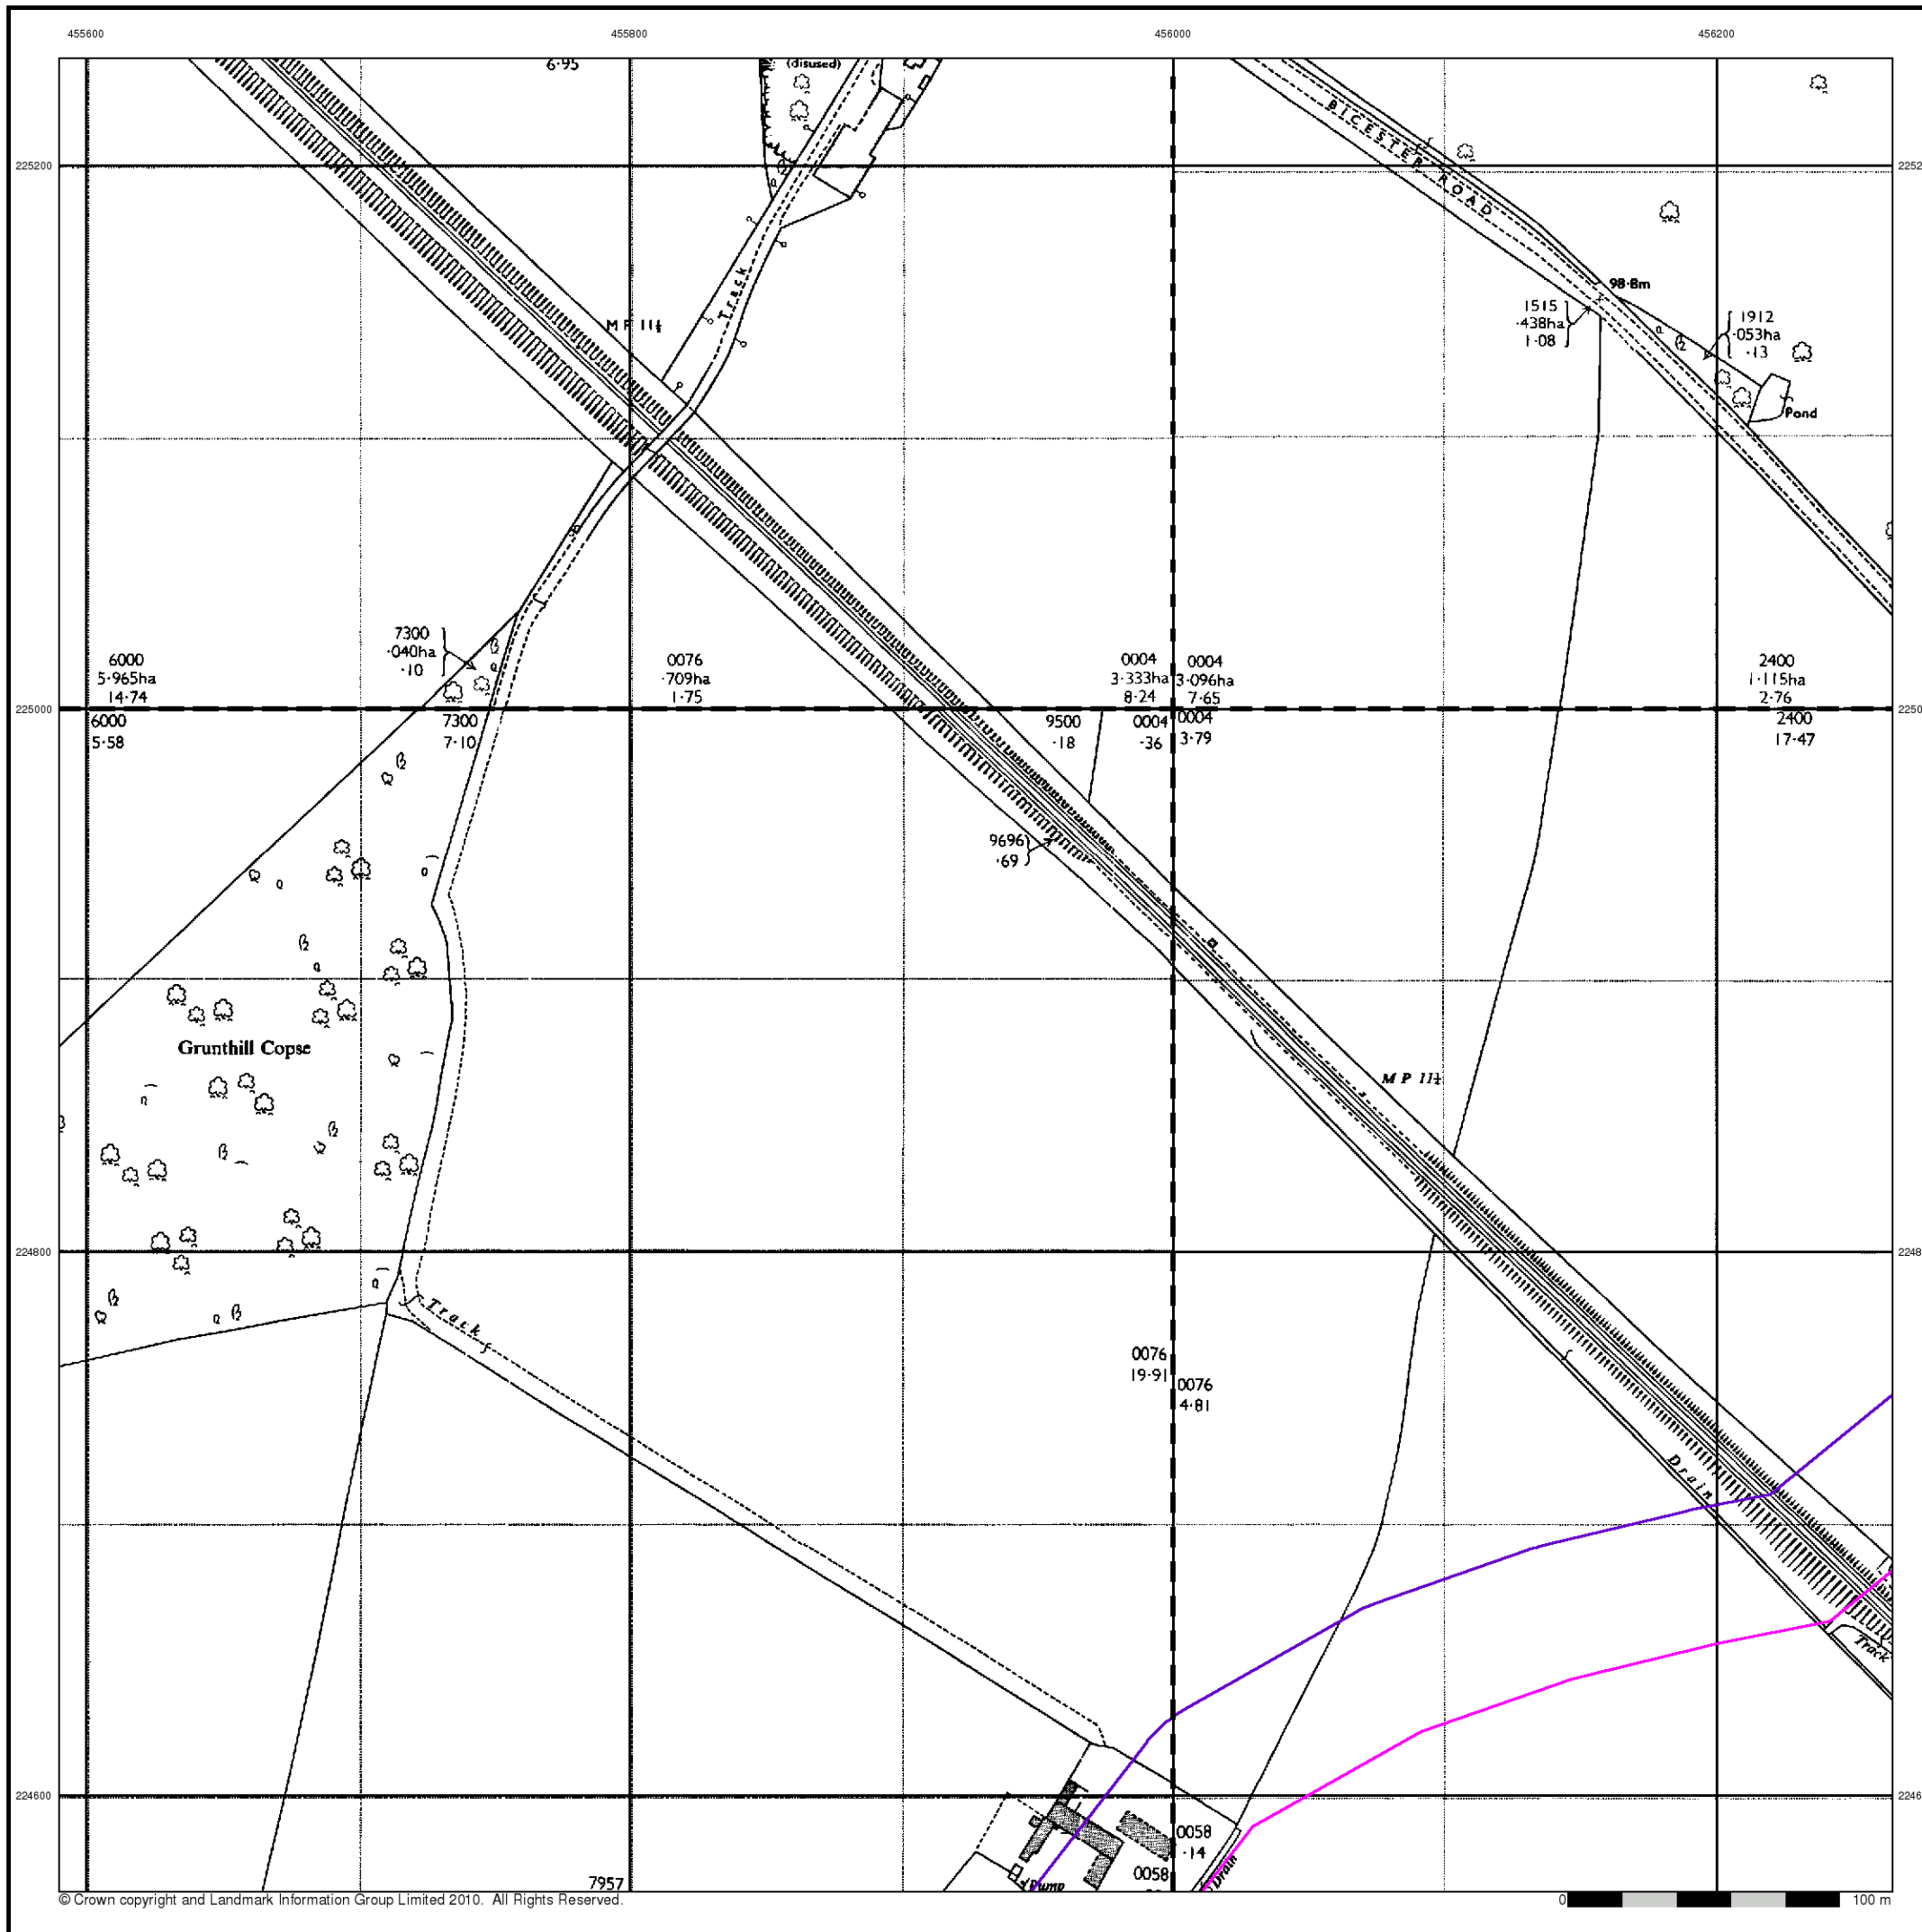 455600
455800
456000
456200
6·95
(disused)
BICESTER ROAD
225200
Track
98·8m
1515
·438ha
1·08
1912
·053ha
·13
Pond
7300
·040ha
·10
6000
5·965ha
14·74
0076
·709ha
1·75
0004
3·333ha
8·24
0004
3·096ha
7·65
2400
1·115ha
2·76
225000
6000
5·58
7300
7·10
9500
·18
0004
·36
0004
3·79
2400
17·47
9696
·69
Grunthill Copse
224800
Track
0076
19·91
0076
4·81
Drain
Track
224600
0058
·14
0058
Drain
Pump
7957
© Crown copyright and Landmark Information Group Limited 2010. All Rights Reserved.
0
100 m